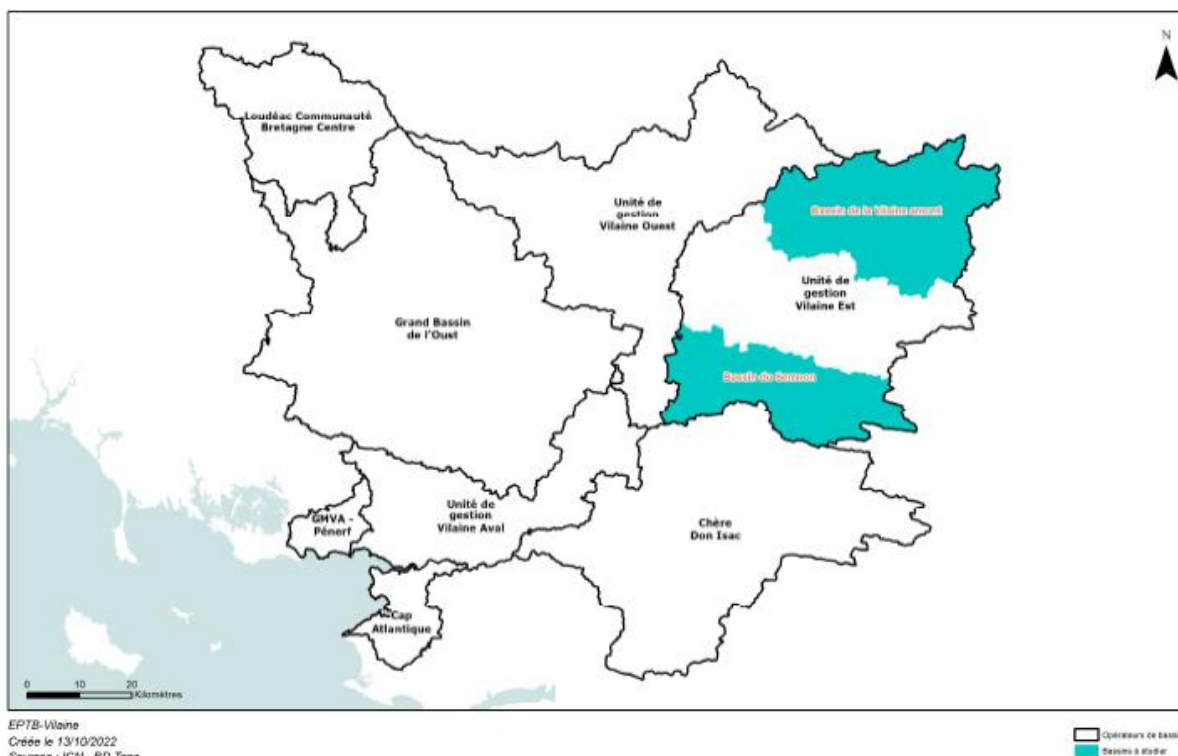 N
Loudéac Communauté
Bretagne Centre
Unité de
gestion
Vilaine Ouest
Bassin de la Vilaine amont
Unité de
gestion
Vilaine Est
Grand Bassin
de l'Oust
Bassin du Semnon
Unité de
gestion
Vilaine Aval
GMVA -
Pénerf
Chère
Don Isac
Cap
Atlantique
0 10 20
Kilomètres
EPTB-Vilaine
Créée le 13/10/2022
Opérateurs de bassin
Bassins à étudier